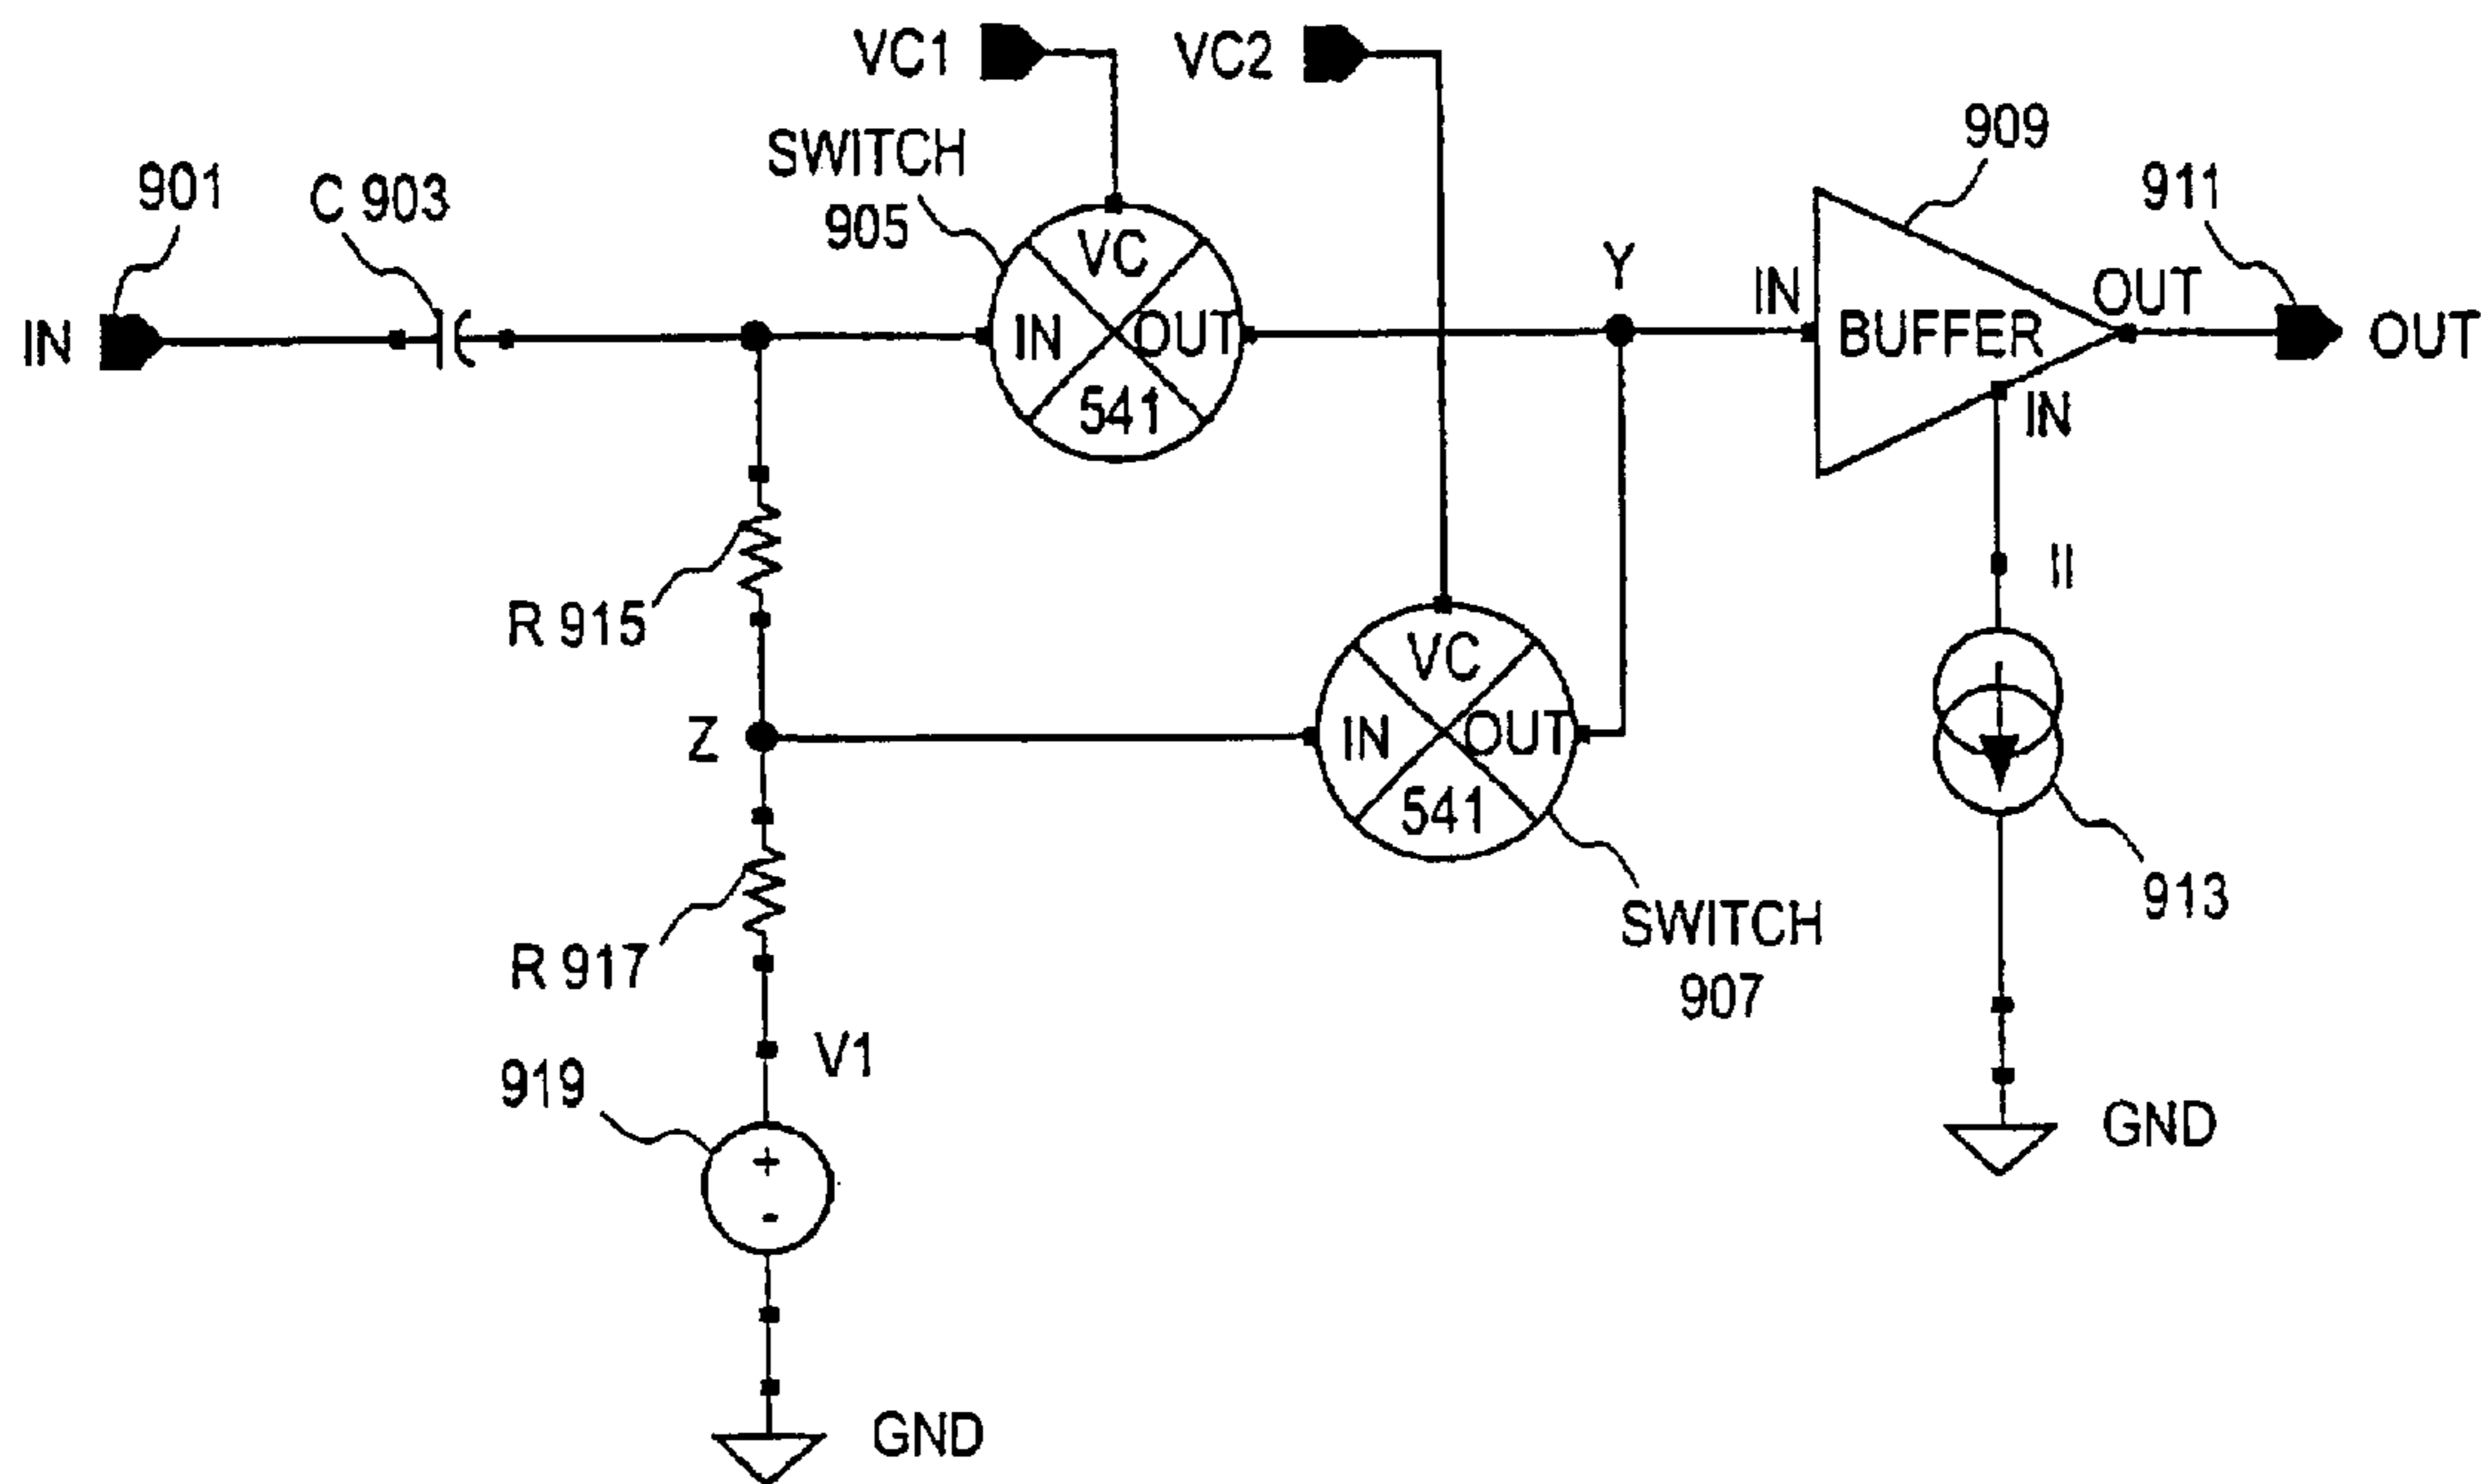 VC1
VC2
SWITCH
905
909
911
901
C 903
VC
Y
IN
OUT
IN
IN
OUT
BUFFER
OUT
541
IN
R 915
II
VC
Z
IN
OUT
541
913
R 917
SWITCH
907
V1
919
+
-
GND
GND